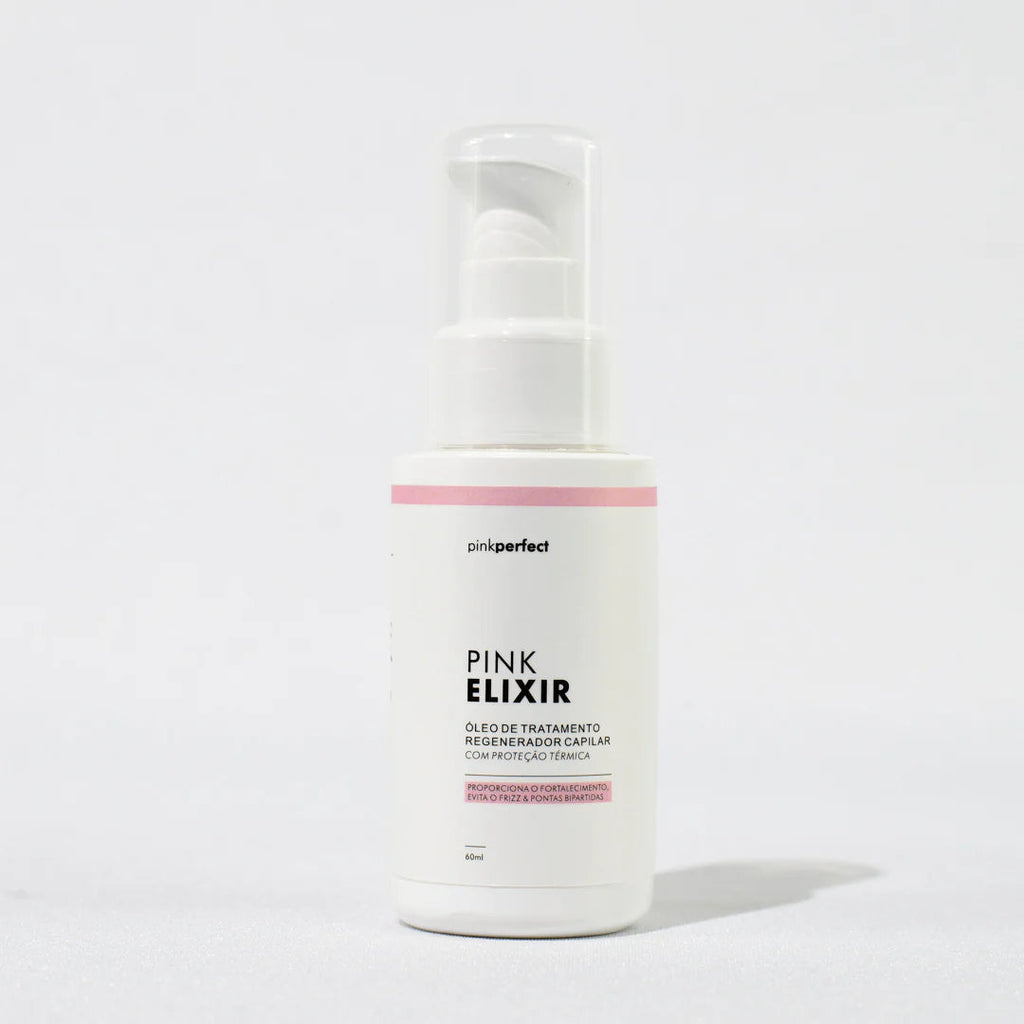 pinkperfect
PINK
ELIXIR
ÓLEO DE TRATAMENTO
REGENERADOR CAPILAR
COM PROTEÇÃO TÉRMICA
PROPORCIONA O FORTALECIMENTO,
EVITA O FRIZZ & PONTAS BIPARTIDAS
60ml